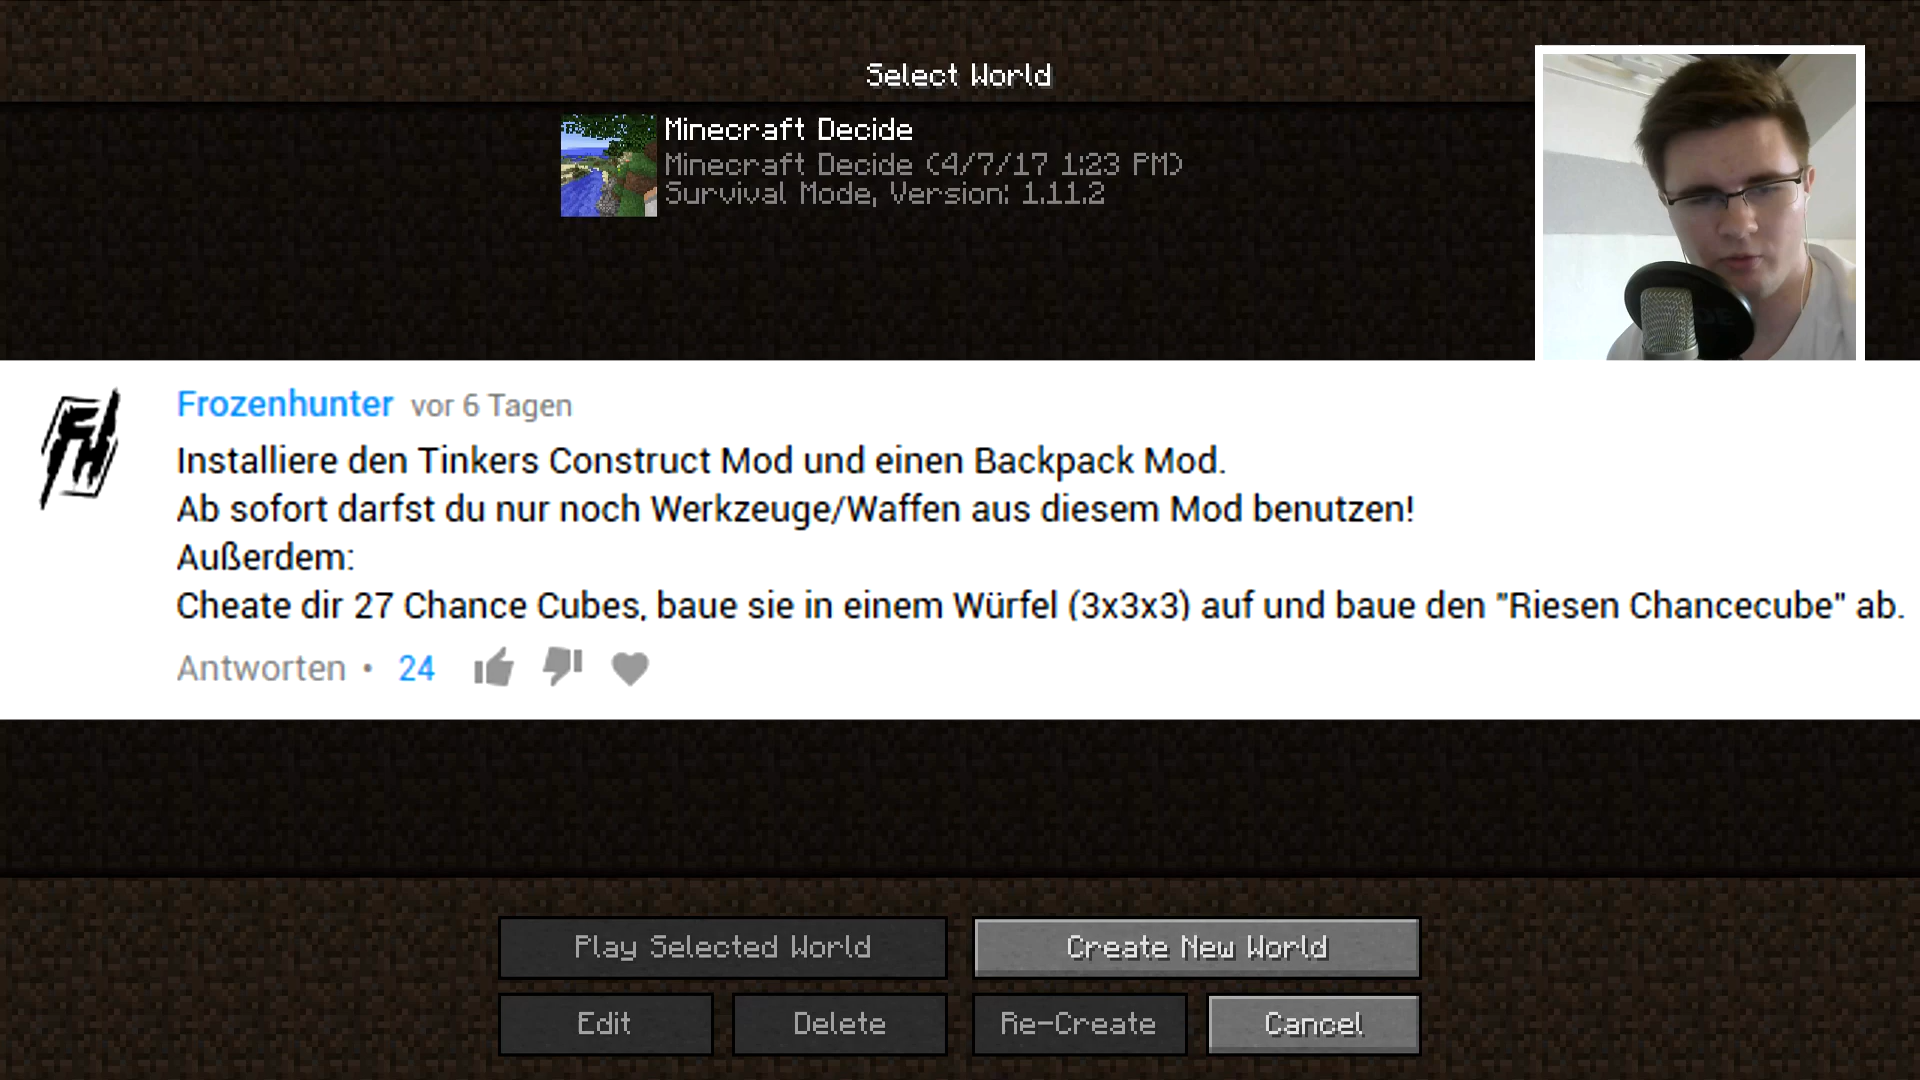 Select World
Minecraft Decide
Minecraft Decide (4/7/17 1:23 PM)
Survival Mode, Version: 1.11.2
Frozenhunter vor 6 Tagen
Installiere den Tinkers Construct Mod und einen Backpack Mod.
Ab sofort darfst du nur noch Werkzeuge/Waffen aus diesem Mod benutzen!
Außerdem:
Cheate dir 27 Chance Cubes, baue sie in einem Würfel (3x3x3) auf und baue den "Riesen Chancecube" ab.
Antworten • 24
Play Selected World
Create New World
Edit
Delete
Re-Create
Cancel